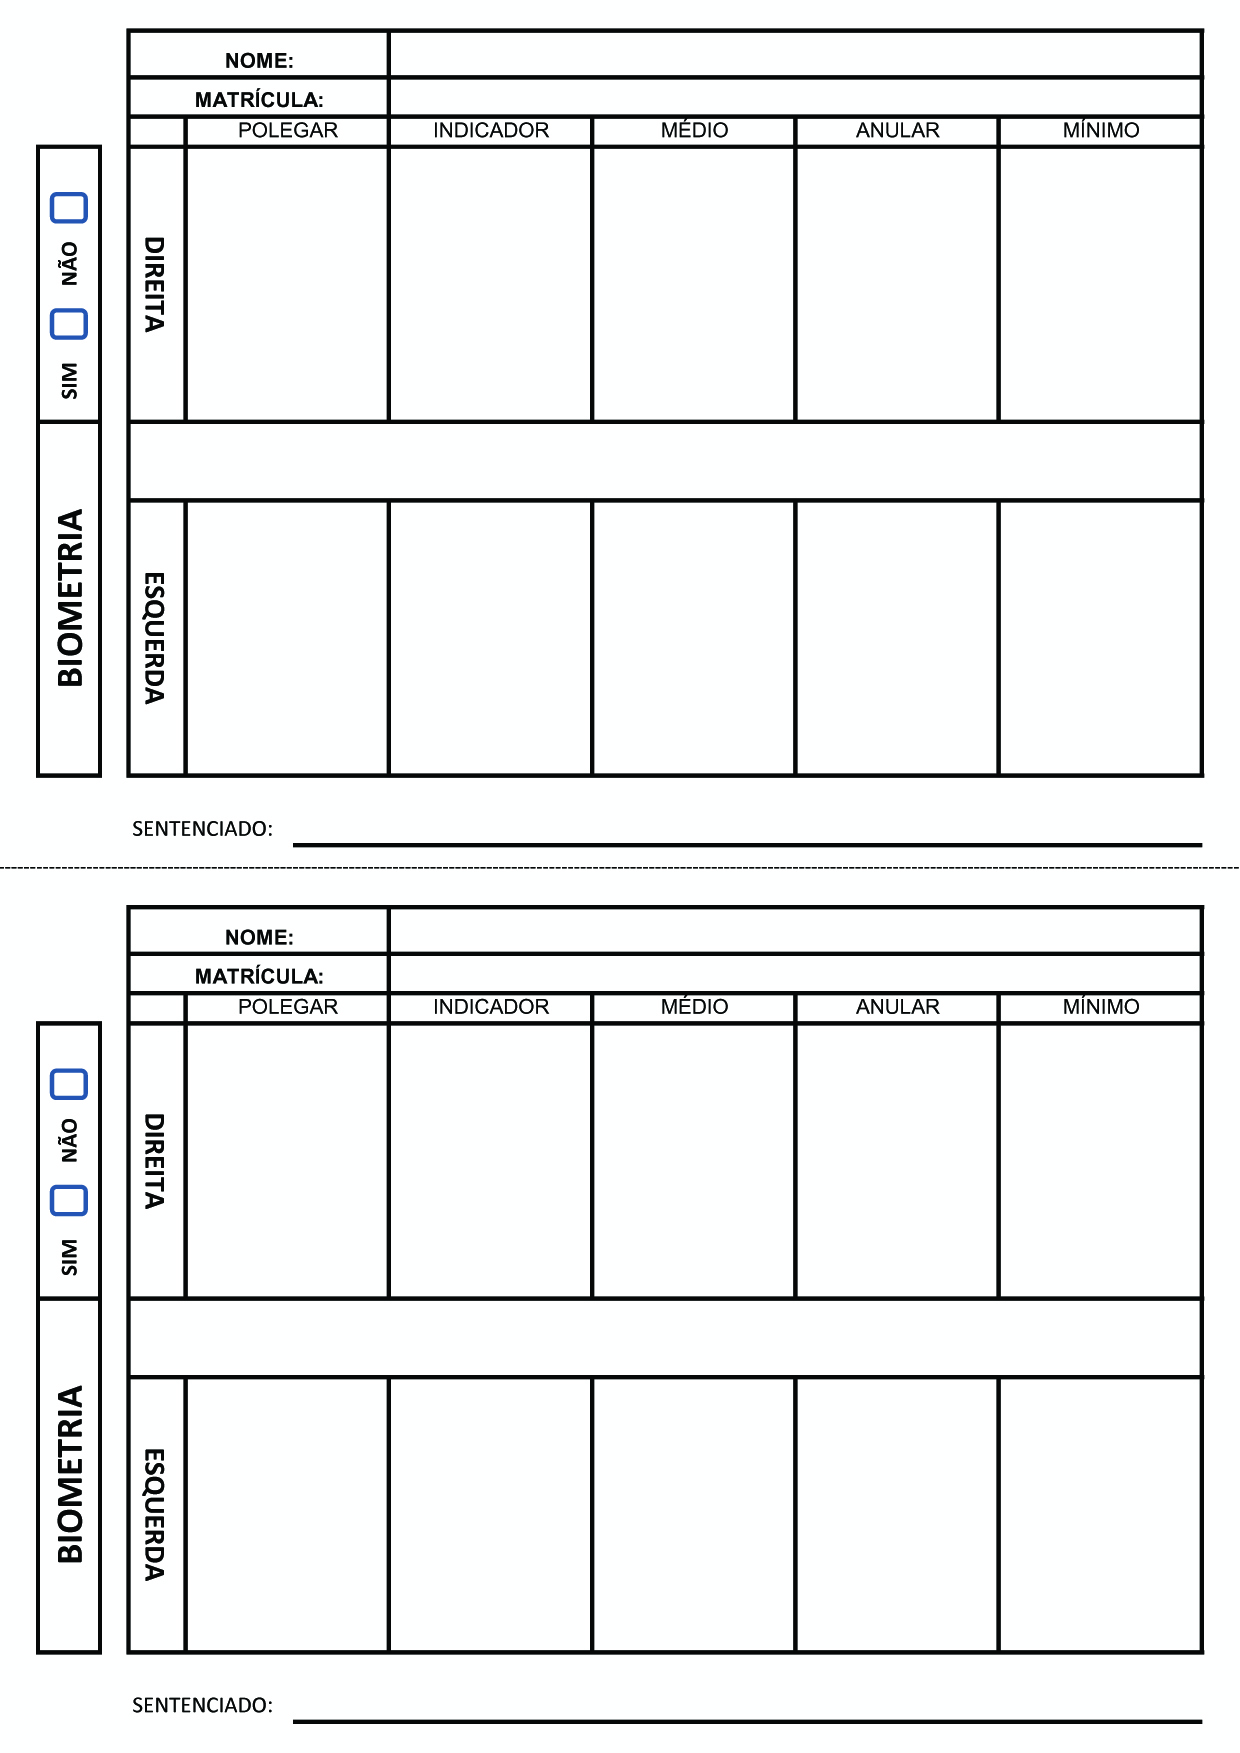 NOME:
MATRÍCULA:
POLEGAR INDICADOR MÉDIO ANULAR MÍNIMO
DIREITA
ESQUERDA
BIOMETRIA SIM NÃO
SENTENCIADO:
NOME:
MATRÍCULA:
POLEGAR INDICADOR MÉDIO ANULAR MÍNIMO
DIREITA
ESQUERDA
BIOMETRIA SIM NÃO
SENTENCIADO: